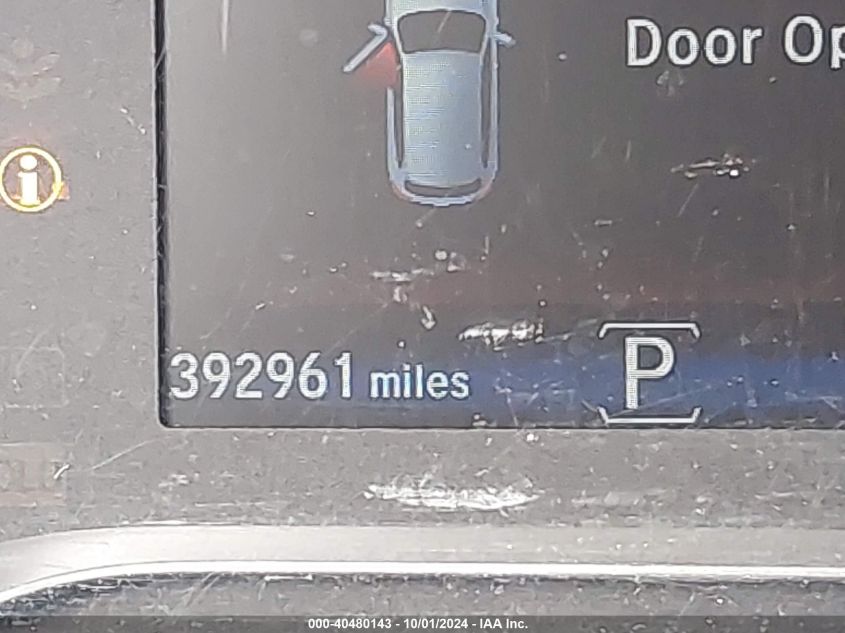 Door Op
392961 miles
P
000-40480143 - 10/01/2024 - IAA Inc.